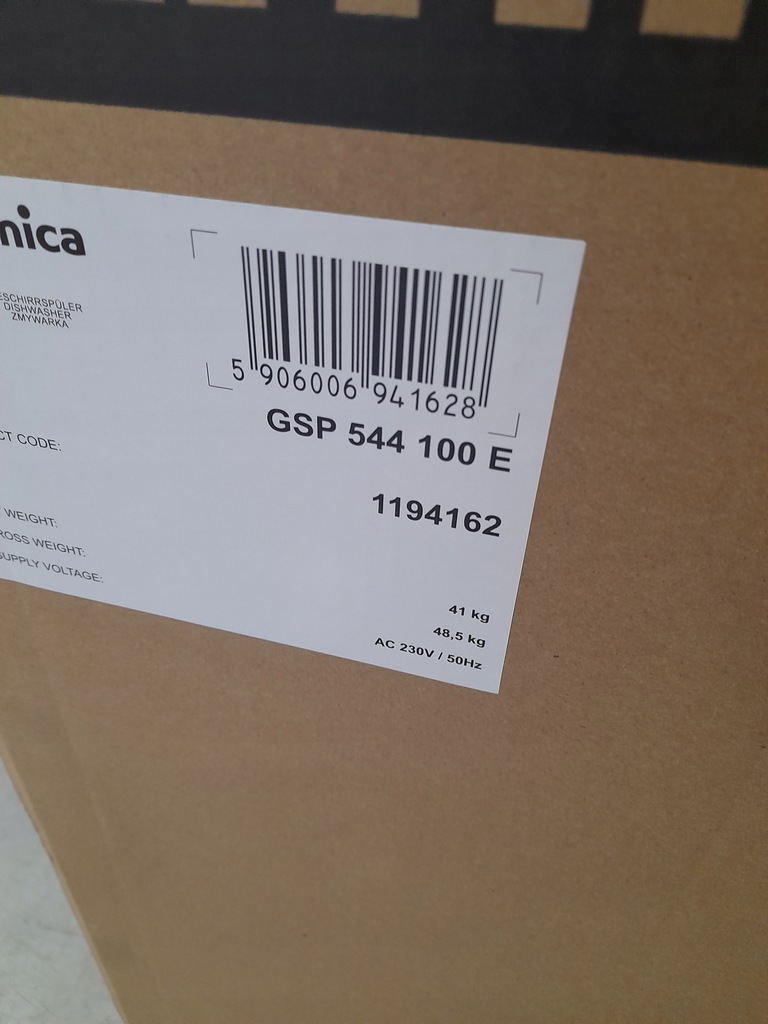 nica
ESCHIRRSPÜLER
DISHWASHER
ZMYWARKA
5 906006 941628
GSP 544 100 E
CT CODE:
1194162
WEIGHT:
41 kg
ROSS WEIGHT:
48,5 kg
SUPPLY VOLTAGE:
AC 230V / 50Hz